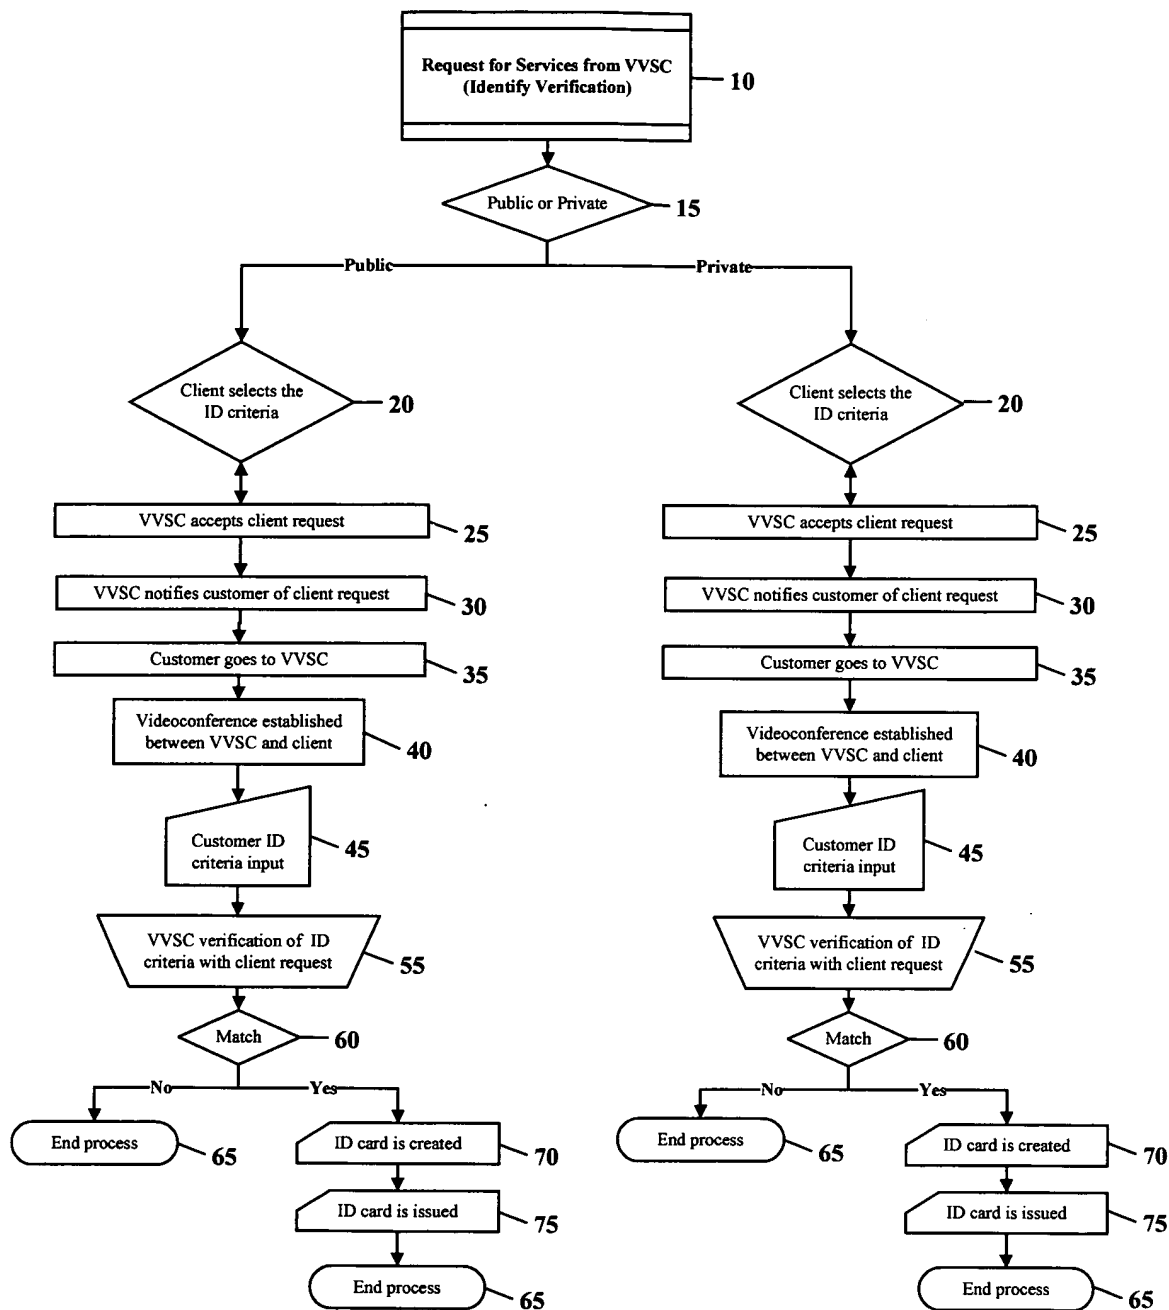 Request for Services from VVSC
(Identify Verification)
10
Public or Private
15
Public
Private
Client selects the
ID criteria
20
VVSC accepts client request
25
VVSC notifies customer of client request
30
Customer goes to VVSC
35
Videoconference established
between VVSC and client
40
Customer ID
criteria input
45
VVSC verification of ID
criteria with client request
55
Match
60
No
Yes
End process
65
ID card is created
70
ID card is issued
75
End process
65
Client selects the
ID criteria
20
VVSC accepts client request
25
VVSC notifies customer of client request
30
Customer goes to VVSC
35
Videoconference established
between VVSC and client
40
Customer ID
criteria input
45
VVSC verification of ID
criteria with client request
55
Match
60
No
Yes
End process
65
ID card is created
70
ID card is issued
75
End process
65